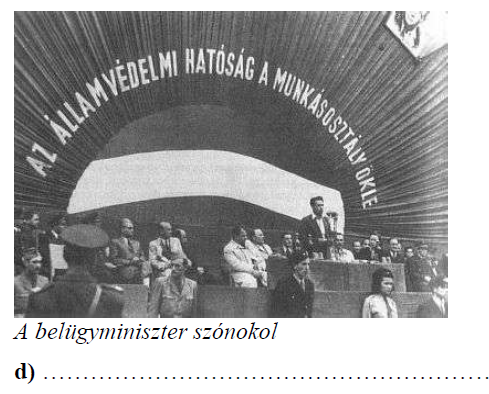 AZ ÁLLAMVÉDELMI HATÓSÁG A MUNKÁSOSZTÁLY ÖKLE
A belügyminiszter szónokol
d) ……………………………………………………